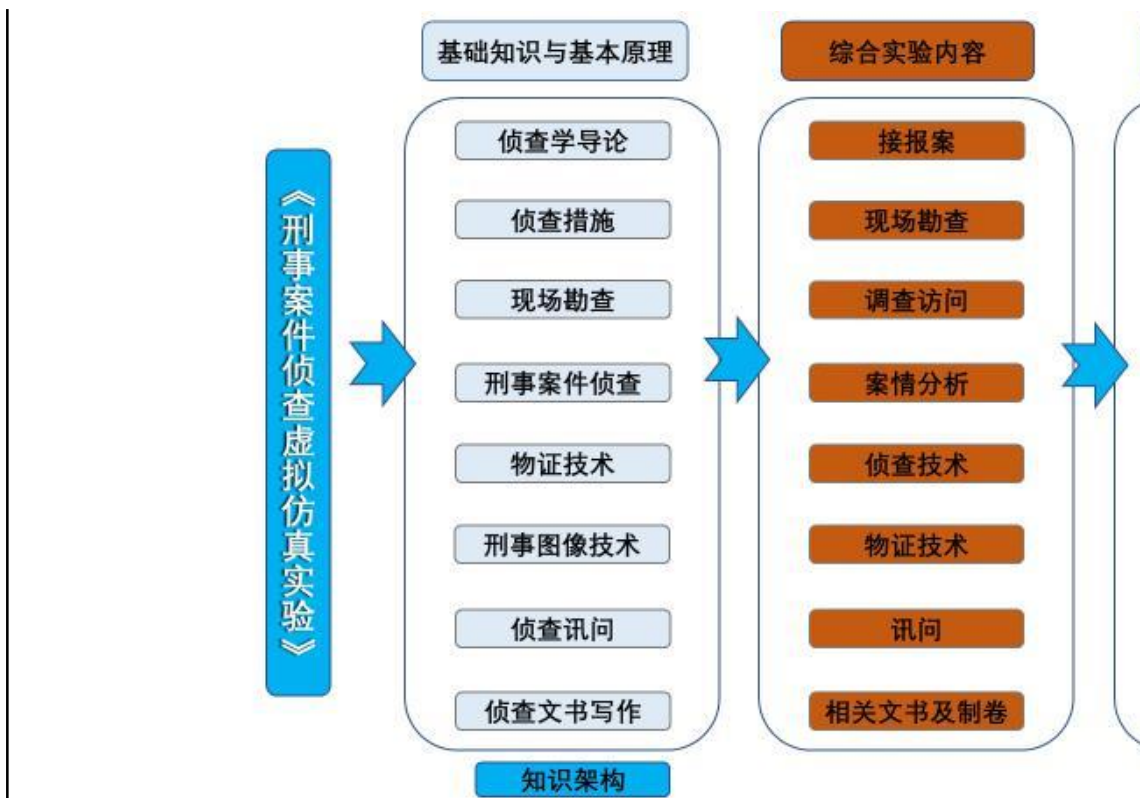 《刑事案件侦查虚拟仿真实验》
基础知识与基本原理
侦查学导论
侦查措施
现场勘查
刑事案件侦查
物证技术
刑事图像技术
侦查讯问
侦查文书写作
知识架构
综合实验内容
接报案
现场勘查
调查访问
案情分析
侦查技术
物证技术
讯问
相关文书及制卷